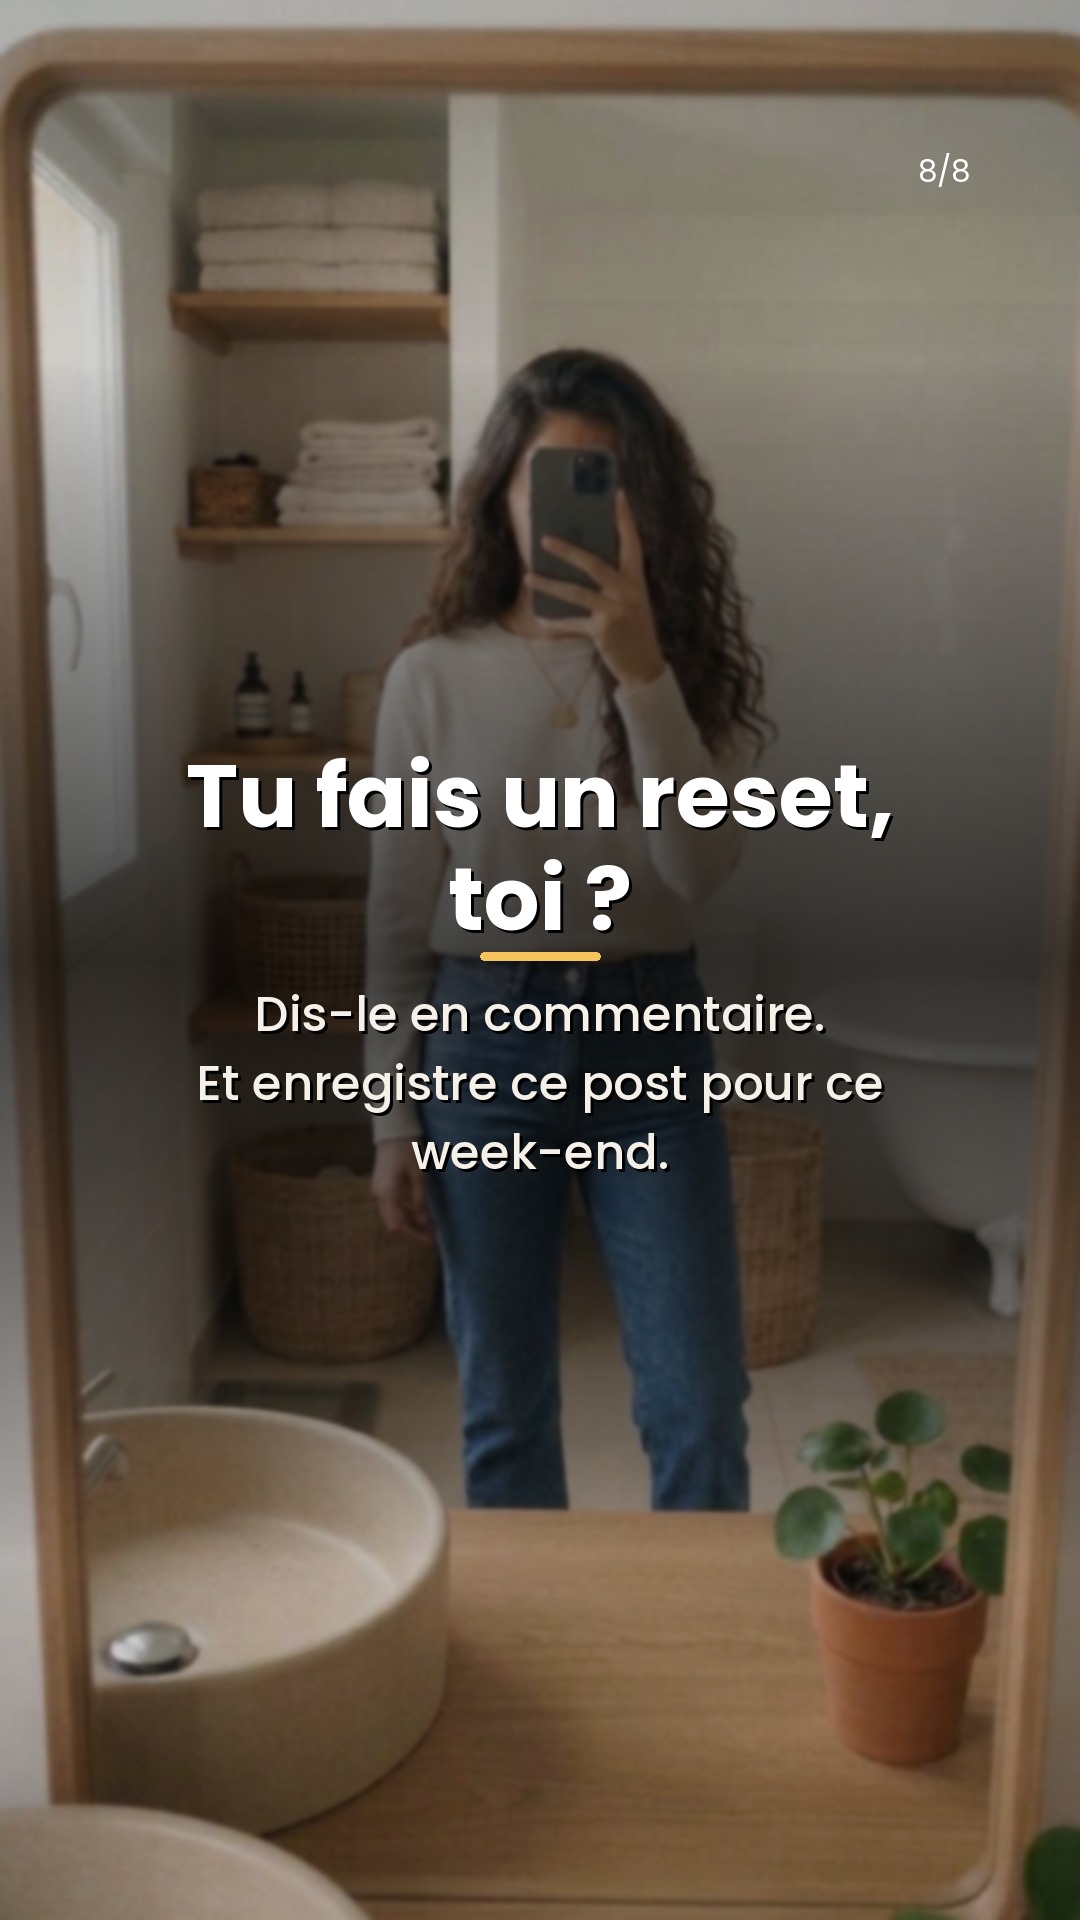 8/8
Tu fais un reset,
toi ?
Dis-le en commentaire.
Et enregistre ce post pour ce
week-end.